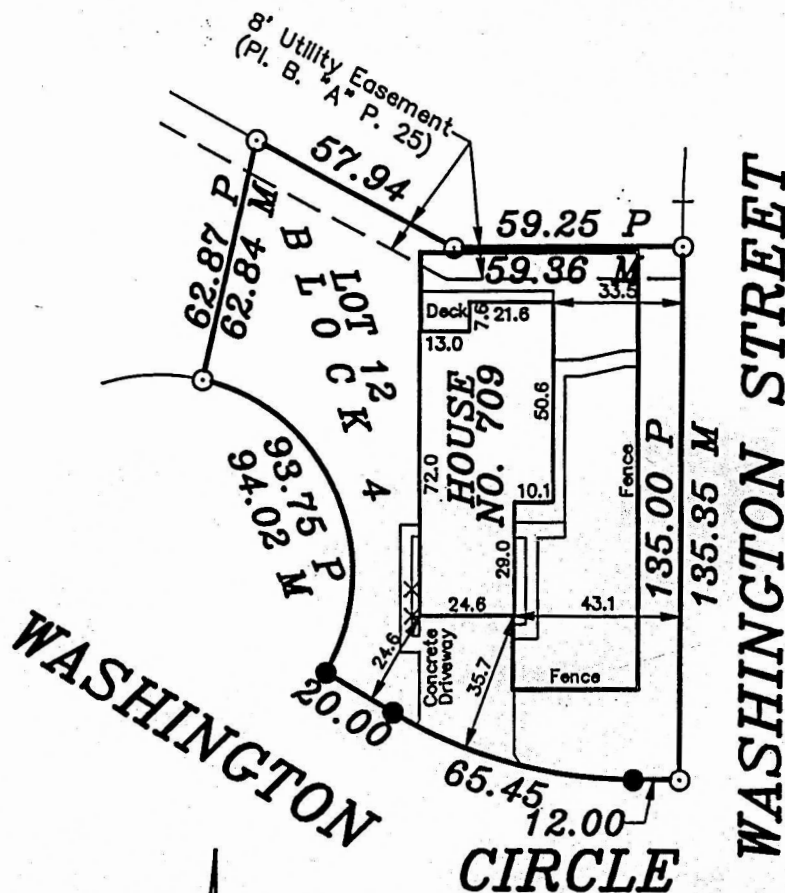 8' Utility Easement
(Pl. B. "A" P. 25)
57.94
59.25 P
59.36 M
62.87 P
62.84 M
LOT 12
BLOCK 4
Deck
7.6
21.6
33.5
13.0
HOUSE
NO. 709
50.6
72.0
10.1
29.0
Fence
135.00 P
135.35 M
WASHINGTON STREET
93.75 P
94.02 M
24.6
43.1
24.6
Concrete
Driveway
35.7
Fence
20.00
65.45
12.00
WASHINGTON
CIRCLE